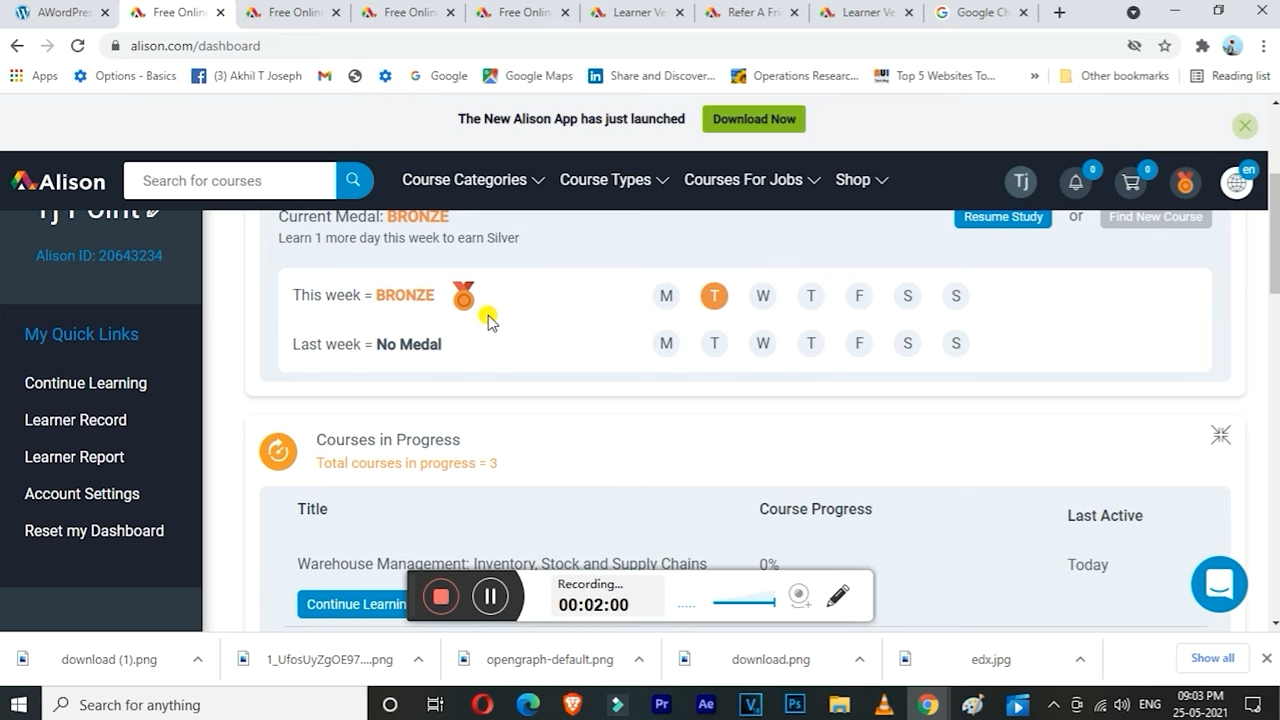 AWordPres
Free Onlin
Free Onlin
Free Onlin
Free Onlin
Learner Ve
Refer A Fri
Learner Ve
Google Ch
alison.com/dashboard
Apps
Options - Basics
(3) Akhil T Joseph
Google
Google Maps
Share and Discover...
Operations Researc...
Top 5 Websites To...
Other bookmarks
Reading list
The New Alison App has just launched
Download Now
Alison
Search for courses
Course Categories
Course Types
Courses For Jobs
Shop
Tj
0
0
en
Tj Point
Alison ID: 20643234
My Quick Links
Continue Learning
Learner Record
Learner Report
Account Settings
Reset my Dashboard
Current Medal: BRONZE
Learn 1 more day this week to earn Silver
Resume Study or Find New Course
This week = BRONZE
M T W T F S S
Last week = No Medal
M T W T F S S
Courses in Progress
Total courses in progress = 3
Title
Course Progress
Last Active
Warehouse Management: Inventory, Stock and Supply Chains
0%
Today
Continue Learnin
Recording...
00:02:00
download (1).png
1_UfosUyZgOE97....png
opengraph-default.png
download.png
edx.jpg
Show all
Search for anything
Pr
Ae
Ps
ENG
09:03 PM
25-05-2021